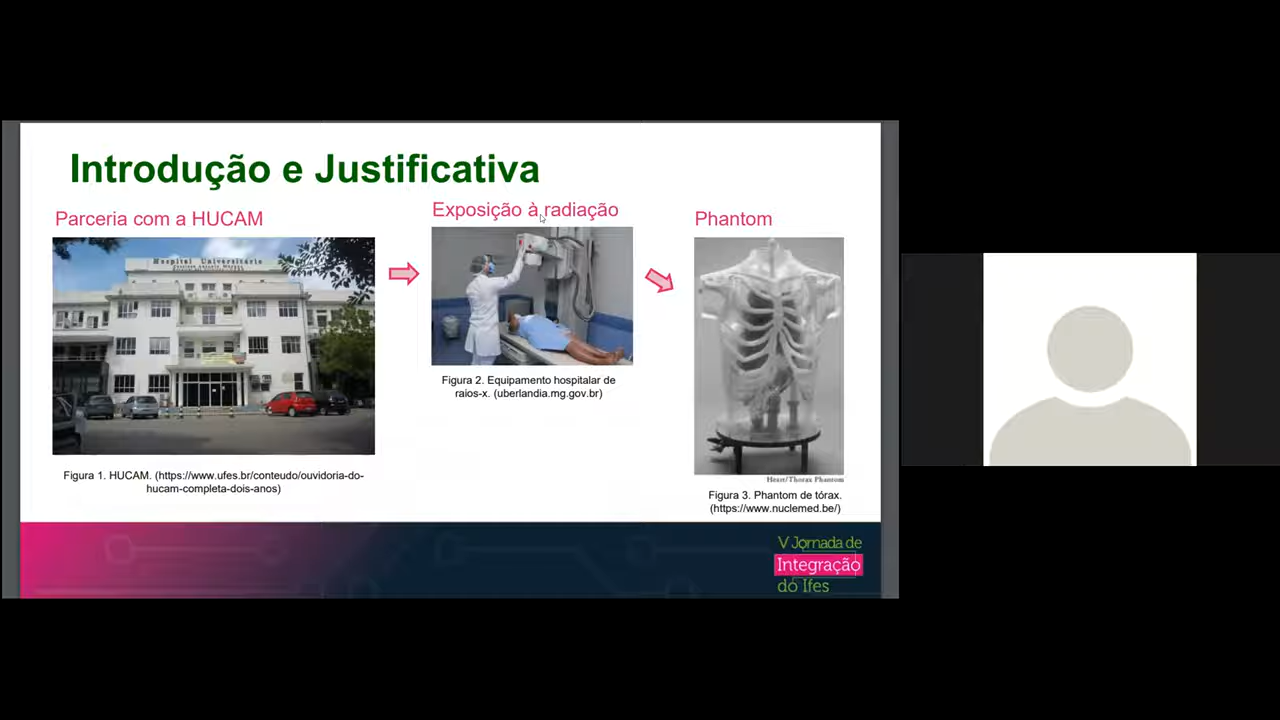 Introdução e Justificativa
Parceria com a HUCAM
Exposição à radiação
Phantom
Hospital Universitário
Figura 2. Equipamento hospitalar de
raios-x. (uberlandia.mg.gov.br)
Figura 1. HUCAM. (https://www.ufes.br/conteudo/ouvidoria-do-
hucam-completa-dois-anos)
Heart/Thorax Phantom
Figura 3. Phantom de tórax.
(https://www.nuclemed.be/)
V Jornada de
Integração
do Ifes